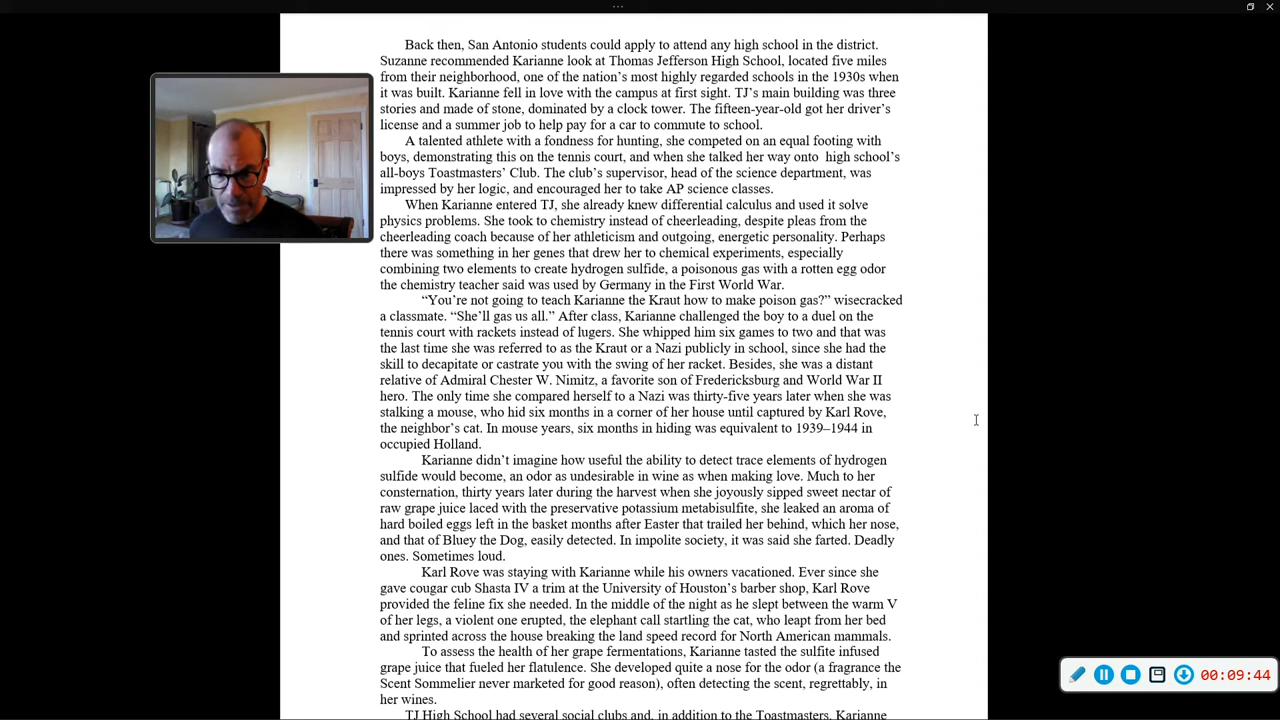 Back then, San Antonio students could apply to attend any high school in the district.
Suzanne recommended Karianne look at Thomas Jefferson High School, located five miles
from their neighborhood, one of the nation's most highly regarded schools in the 1930s when
it was built. Karianne fell in love with the campus at first sight. TJ's main building was three
stories and made of stone, dominated by a clock tower. The fifteen-year-old got her driver's
license and a summer job to help pay for a car to commute to school.
A talented athlete with a fondness for hunting, she competed on an equal footing with
boys, demonstrating this on the tennis court, and when she talked her way onto  high school's
all-boys Toastmasters' Club. The club's supervisor, head of the science department, was
impressed by her logic, and encouraged her to take AP science classes.
When Karianne entered TJ, she already knew differential calculus and used it solve
physics problems. She took to chemistry instead of cheerleading, despite pleas from the
cheerleading coach because of her athleticism and outgoing, energetic personality. Perhaps
there was something in her genes that drew her to chemical experiments, especially
combining two elements to create hydrogen sulfide, a poisonous gas with a rotten egg odor
the chemistry teacher said was used by Germany in the First World War.
“You're not going to teach Karianne the Kraut how to make poison gas?” wisecracked
a classmate. “She'll gas us all.” After class, Karianne challenged the boy to a duel on the
tennis court with rackets instead of lugers. She whipped him six games to two and that was
the last time she was referred to as the Kraut or a Nazi publicly in school, since she had the
skill to decapitate or castrate you with the swing of her racket. Besides, she was a distant
relative of Admiral Chester W. Nimitz, a favorite son of Fredericksburg and World War II
hero. The only time she compared herself to a Nazi was thirty-five years later when she was
stalking a mouse, who hid six months in a corner of her house until captured by Karl Rove,
the neighbor's cat. In mouse years, six months in hiding was equivalent to 1939–1944 in
occupied Holland.
Karianne didn't imagine how useful the ability to detect trace elements of hydrogen
sulfide would become, an odor as undesirable in wine as when making love. Much to her
consternation, thirty years later during the harvest when she joyously sipped sweet nectar of
raw grape juice laced with the preservative potassium metabisulfite, she leaked an aroma of
hard boiled eggs left in the basket months after Easter that trailed her behind, which her nose,
and that of Bluey the Dog, easily detected. In impolite society, it was said she farted. Deadly
ones. Sometimes loud.
Karl Rove was staying with Karianne while his owners vacationed. Ever since she
gave cougar cub Shasta IV a trim at the University of Houston's barber shop, Karl Rove
provided the feline fix she needed. In the middle of the night as he slept between the warm V
of her legs, a violent one erupted, the elephant call startling the cat, who leapt from her bed
and sprinted across the house breaking the land speed record for North American mammals.
To assess the health of her grape fermentations, Karianne tasted the sulfite infused
grape juice that fueled her flatulence. She developed quite a nose for the odor (a fragrance the
Scent Sommelier never marketed for good reason), often detecting the scent, regrettably, in
her wines.
TJ High School had several social clubs and, in addition to the Toastmasters, Karianne
00:09:44